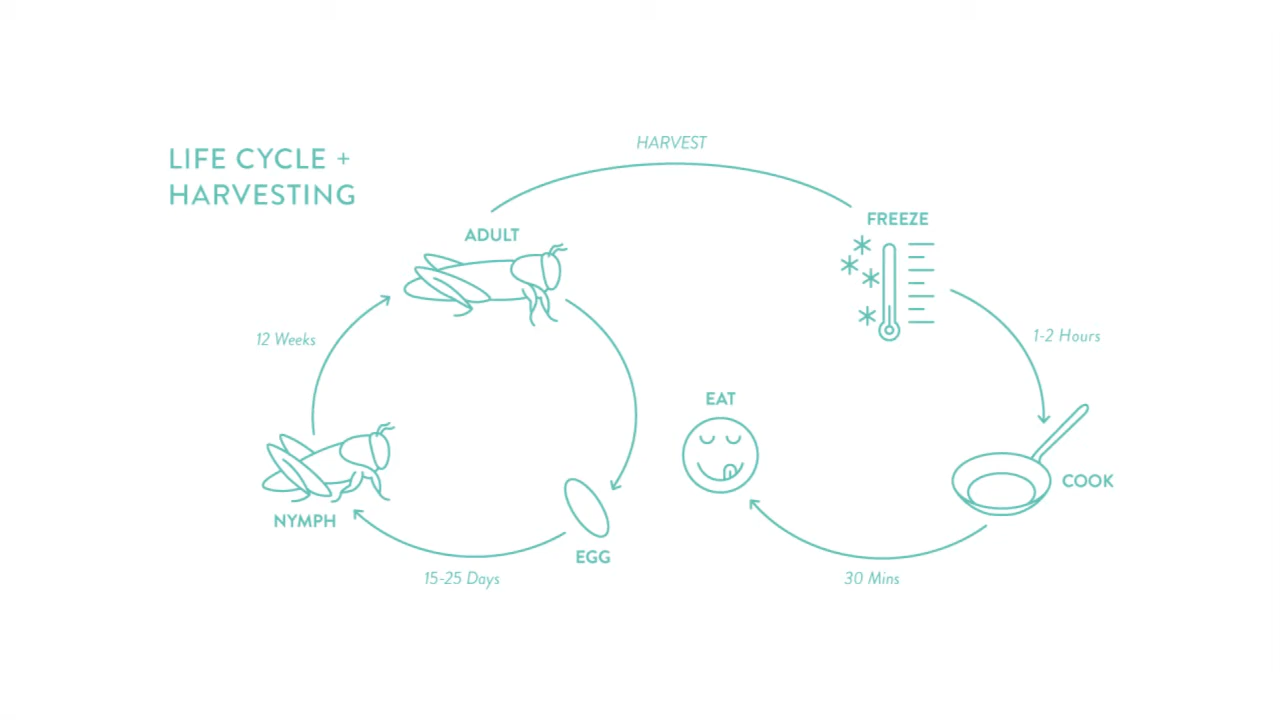 LIFE CYCLE +
HARVESTING
HARVEST
ADULT
FREEZE
12 Weeks
1-2 Hours
EAT
COOK
NYMPH
EGG
15-25 Days
30 Mins